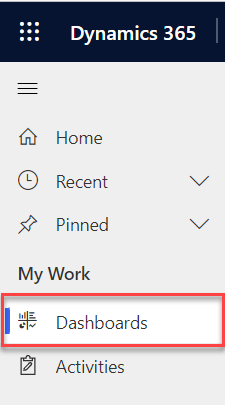 Dynamics 365
Home
Recent
Pinned
My Work
Dashboards
Activities